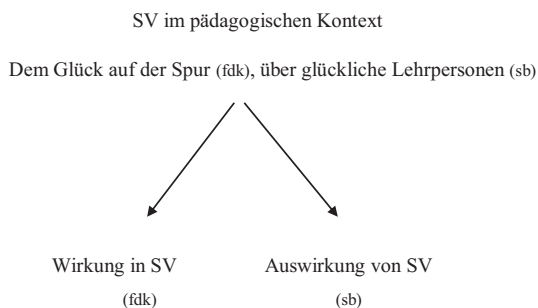 SV im pädagogischen Kontext
Dem Glück auf der Spur (fdk), über glückliche Lehrpersonen (sb)
Wirkung in SV Auswirkung von SV
(fdk) (sb)